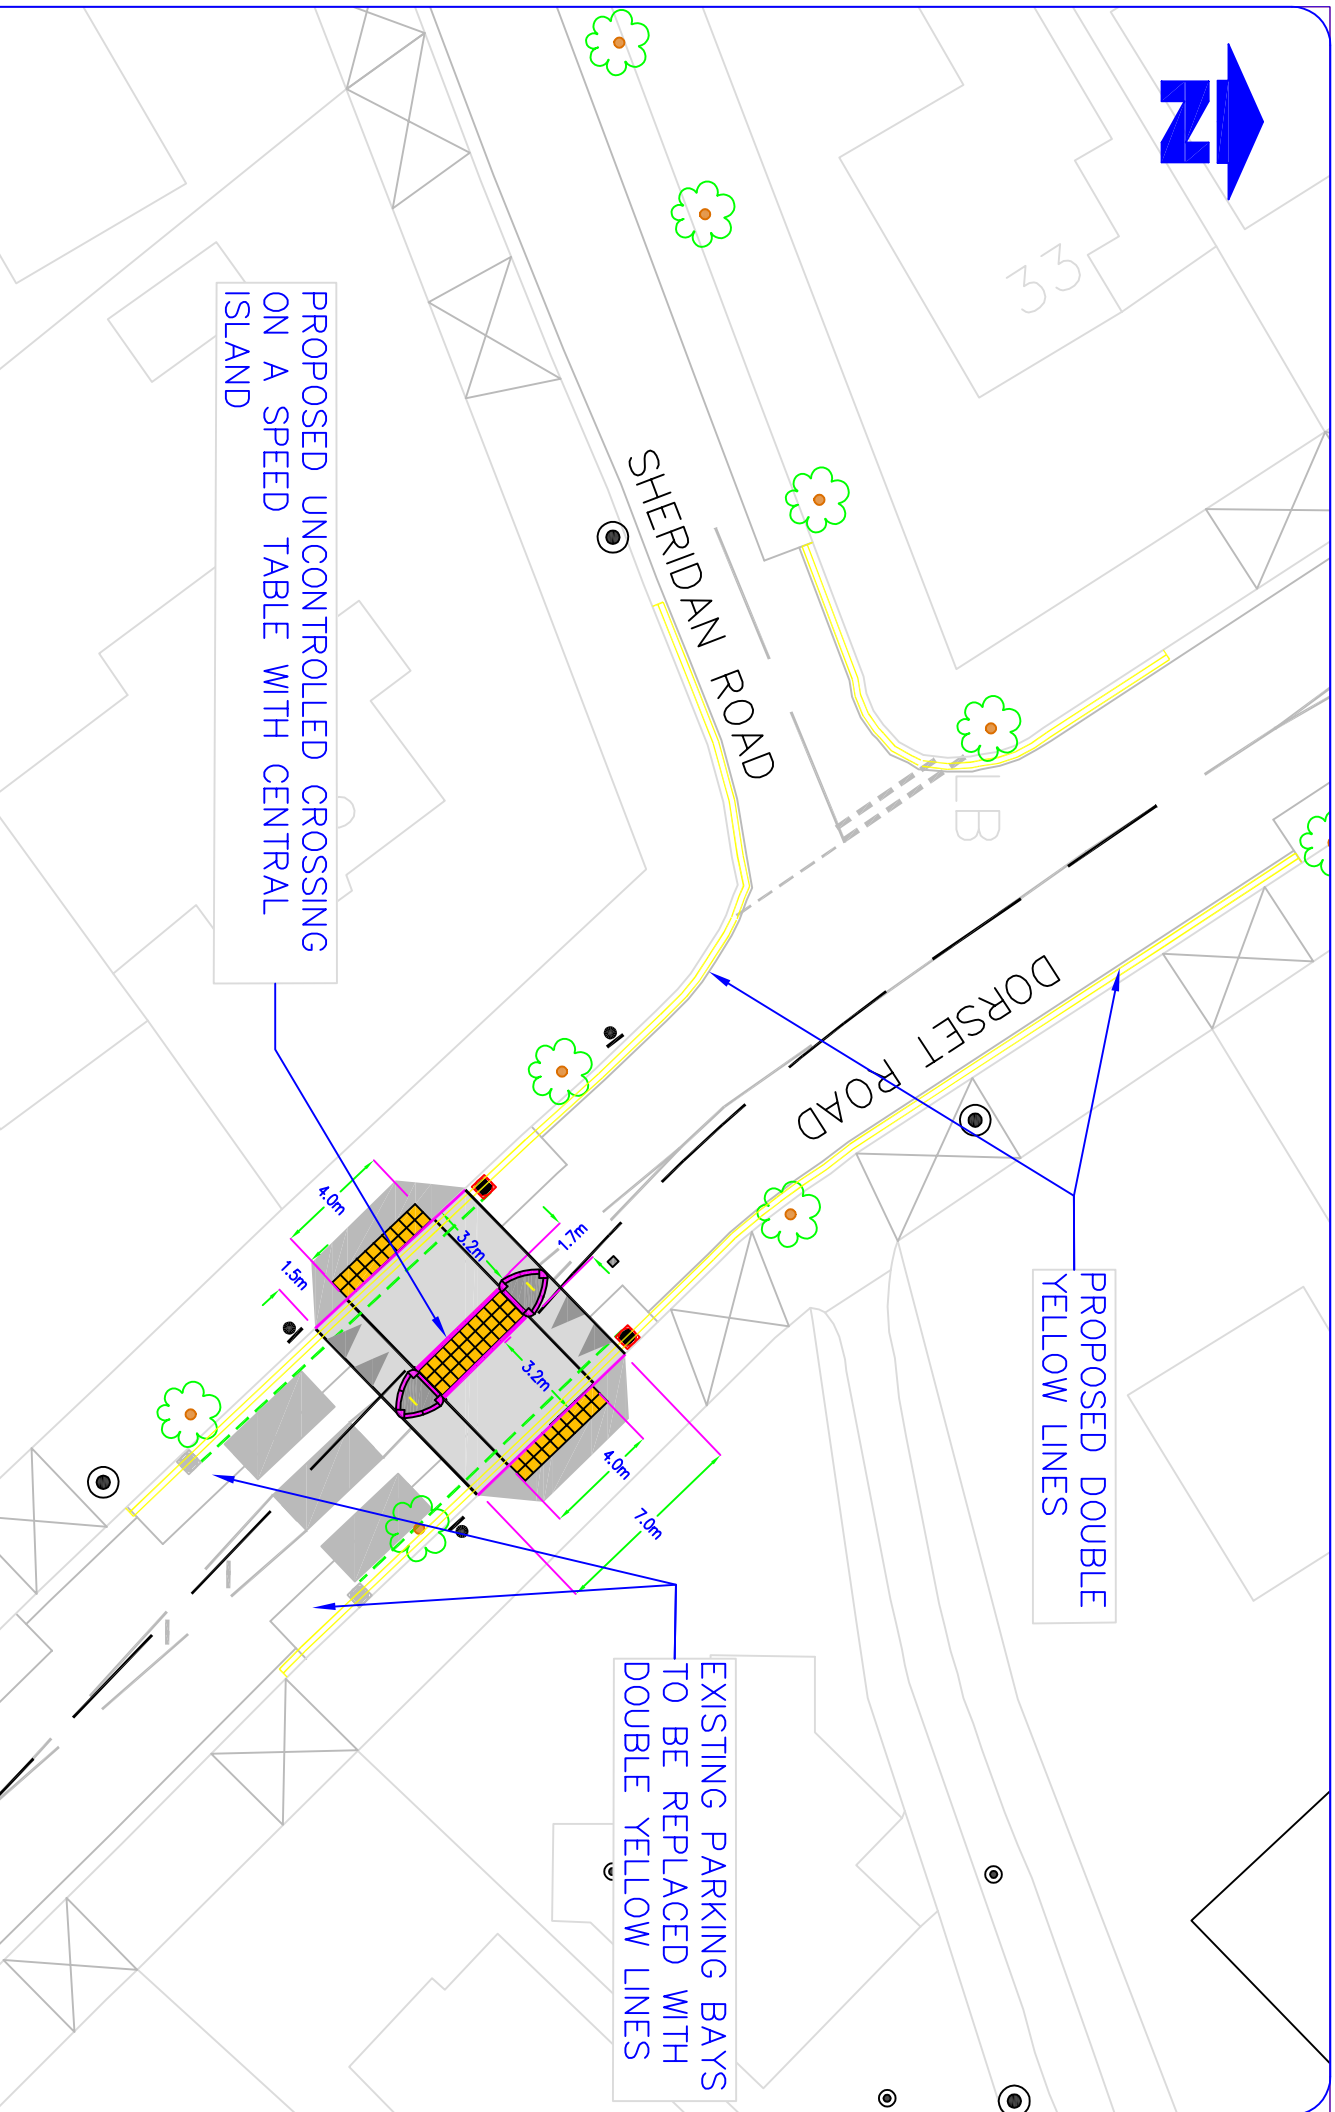 N
33
SHERIDAN ROAD
LB
DORSET ROAD
PROPOSED UNCONTROLLED CROSSING
ON A SPEED TABLE WITH CENTRAL
ISLAND
PROPOSED DOUBLE
YELLOW LINES
4.0m
1.5m
3.2m
1.7m
3.2m
4.0m
7.0m
EXISTING PARKING BAYS
TO BE REPLACED WITH
DOUBLE YELLOW LINES